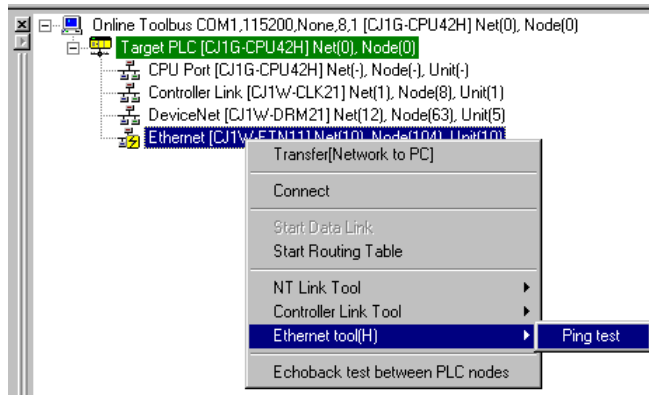 Online Toolbus COM1,115200,None,8,1 [CJ1G-CPU42H] Net(0), Node(0)
Target PLC [CJ1G-CPU42H] Net(0), Node(0)
CPU Port [CJ1G-CPU42H] Net(-), Node(-), Unit(-)
Controller Link [CJ1W-CLK21] Net(1), Node(8), Unit(1)
DeviceNet [CJ1W-DRM21] Net(12), Node(63), Unit(5)
Ethernet [CJ1W-ETN11] Net(10), Node(104), Unit(10)
Transfer[Network to PC]
Connect
Start Data Link
Start Routing Table
NT Link Tool
Controller Link Tool
Ethernet tool(H)
Ping test
Echoback test between PLC nodes